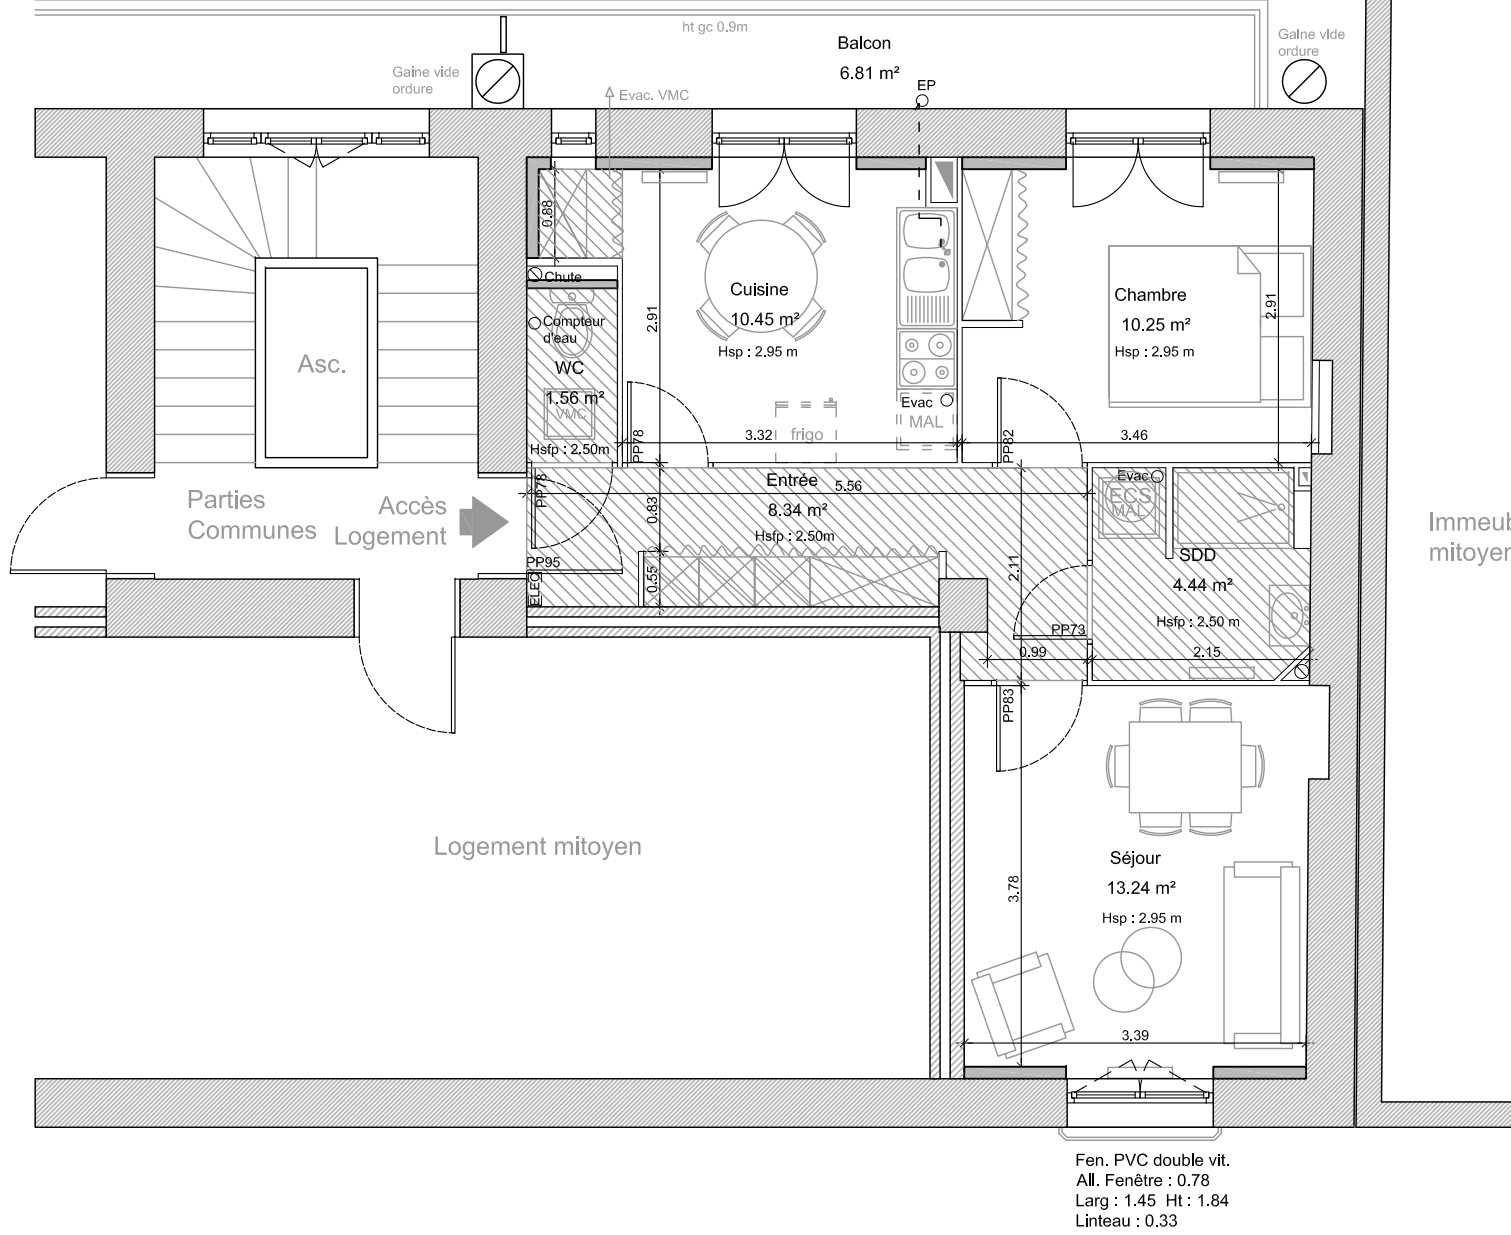 ht gc 0.9m
Balcon
6.81 m²
Gaine vide
ordure
Gaine vide
ordure
Evac. VMC
EP
0.88
Chute
Compteur
d'eau
WC
1.56 m²
VMC
Hsfp : 2.50m
2.91
Cuisine
10.45 m²
Hsp : 2.95 m
Evac
MAL
frigo
3.32
PP78
Chambre
10.25 m²
Hsp : 2.95 m
2.91
3.46
PP82
Asc.
Parties
Communes
Accès
Logement
PP78
PP95
ELEC
Entrée
5.56
8.34 m²
Hsfp : 2.50m
0.83
0.55
2.11
Evac
ECS
MAL
SDD
4.44 m²
Hsfp : 2.50 m
PP73
0.99
2.15
PP83
Immeub
mitoyen
Logement mitoyen
Séjour
13.24 m²
Hsp : 2.95 m
3.78
3.39
Fen. PVC double vit.
All. Fenêtre : 0.78
Larg : 1.45 Ht : 1.84
Linteau : 0.33